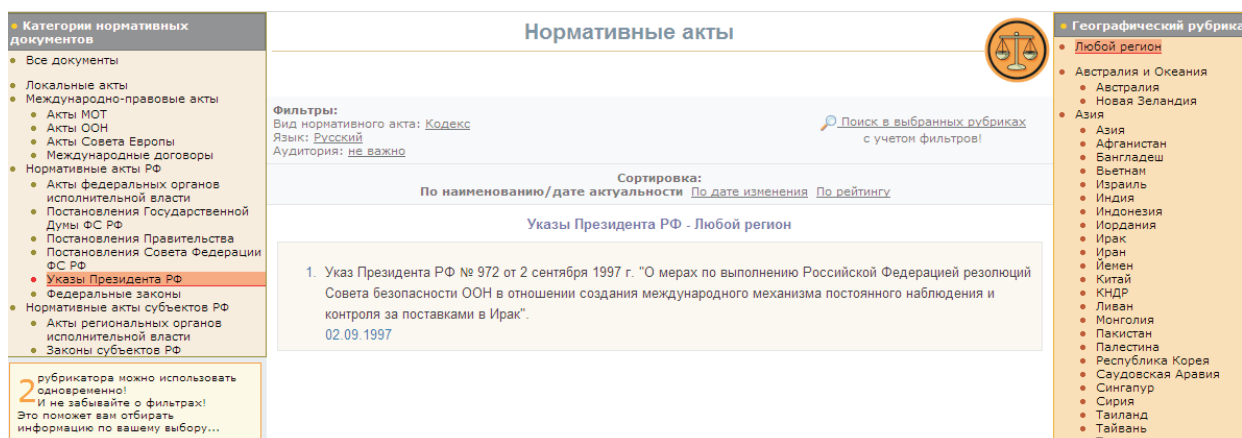 Категории нормативных
документов
Все документы
Локальные акты
Международно-правовые акты
Акты МОТ
Акты ООН
Акты Совета Европы
Международные договоры
Нормативные акты РФ
Акты федеральных органов
исполнительной власти
Постановления Государственной
Думы ФС РФ
Постановления Правительства
Постановления Совета Федерации
ФС РФ
Указы Президента РФ
Федеральные законы
Нормативные акты субъектов РФ
Акты региональных органов
исполнительной власти
Законы субъектов РФ
2 рубрикатора можно использовать
одновременно!
И не забывайте о фильтрах!
Это поможет вам отбирать
информацию по вашему выбору...
Нормативные акты
Фильтры:
Вид нормативного акта: Кодекс
Язык: Русский
Аудитория: не важно
Поиск в выбранных рубриках
с учетом фильтров!
Сортировка:
По наименованию/дате актуальности По дате изменения По рейтингу
Указы Президента РФ - Любой регион
1. Указ Президента РФ № 972 от 2 сентября 1997 г. "О мерах по выполнению Российской Федерацией резолюций
Совета безопасности ООН в отношении создания международного механизма постоянного наблюдения и
контроля за поставками в Ирак".
02.09.1997
Географический рубрика
Любой регион
Австралия и Океания
Австралия
Новая Зеландия
Азия
Азия
Афганистан
Бангладеш
Вьетнам
Израиль
Индия
Индонезия
Иордания
Ирак
Иран
Йемен
Китай
КНДР
Ливан
Монголия
Пакистан
Палестина
Республика Корея
Саудовская Аравия
Сингапур
Сирия
Таиланд
Тайвань